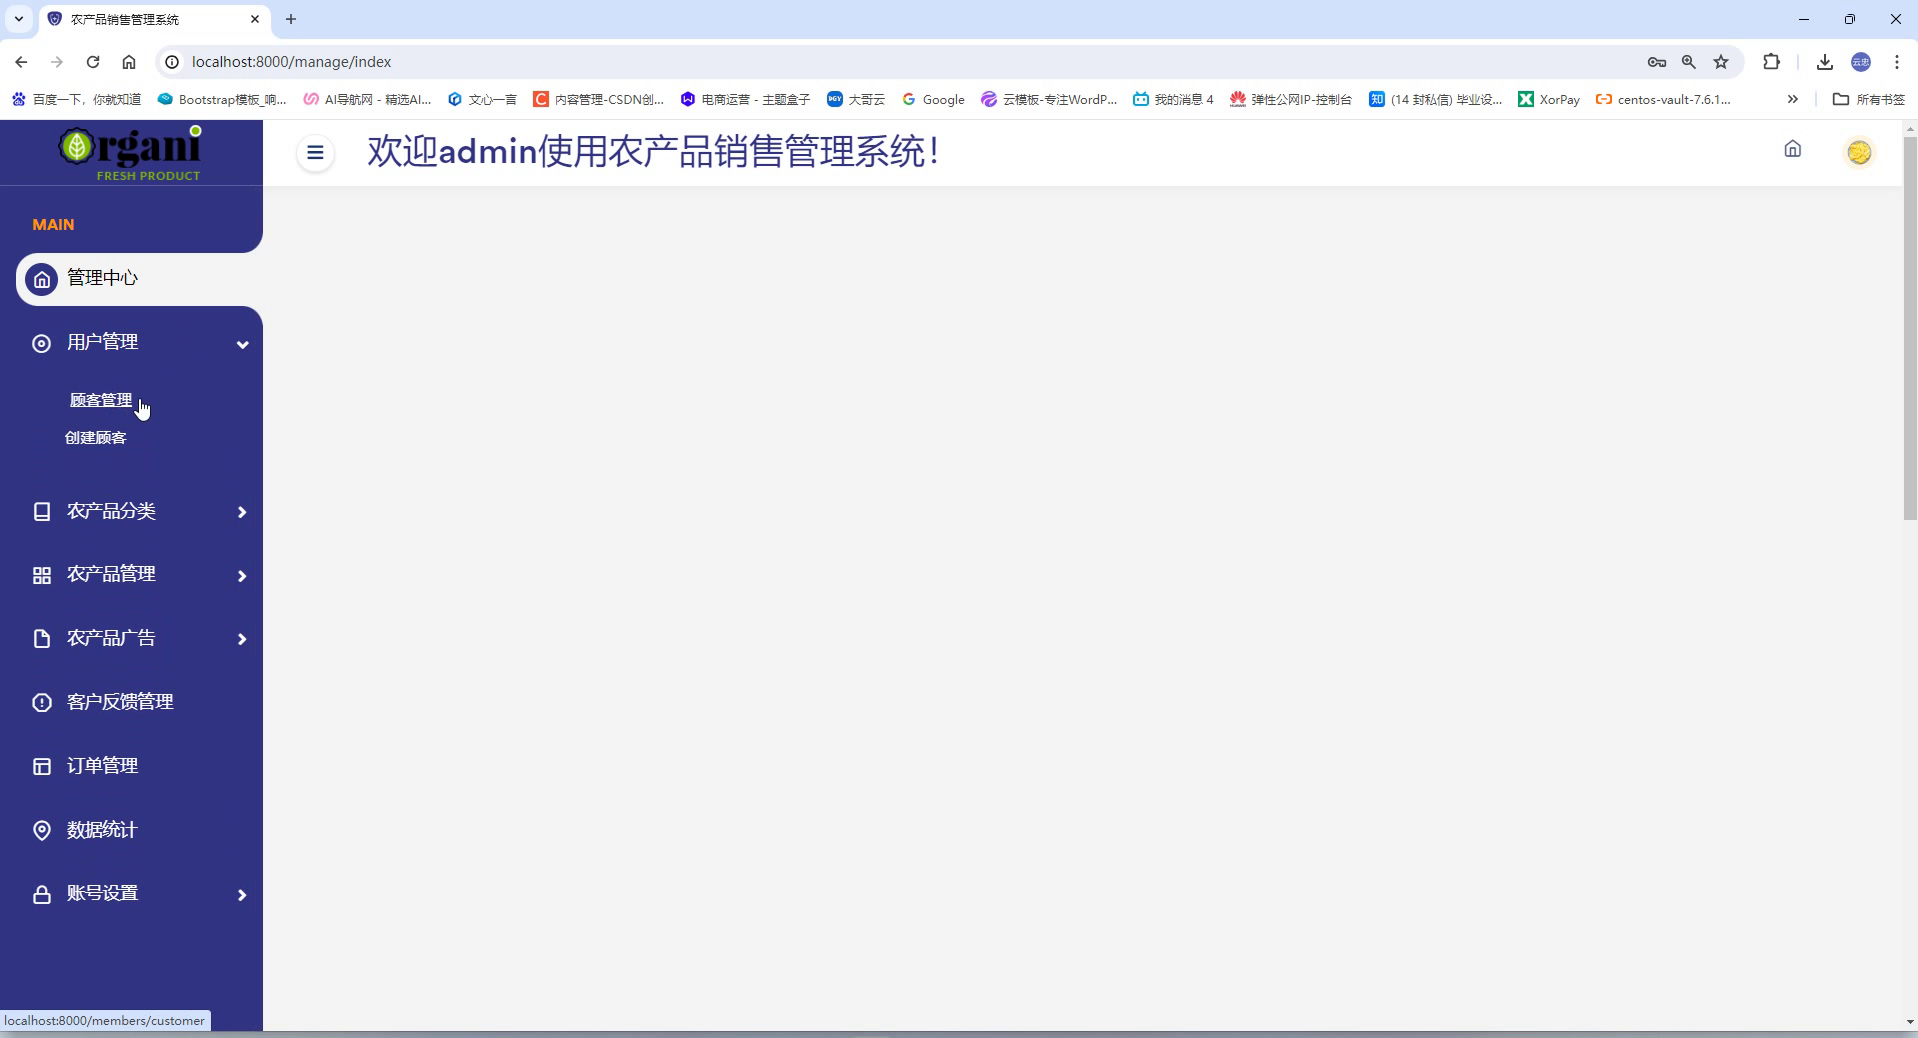 农产品销售管理系统
localhost:8000/manage/index
百度一下，你就知道 Bootstrap模板_响... AI导航网 - 精选AI... 文心一言 内容管理-CSDN创... 电商运营 - 主题盒子 大哥云 Google 云模板-专注WordP... 我的消息 4 弹性公网IP-控制台 (14 封私信) 毕业设... XorPay centos-vault-7.6.1... 所有书签
Organi
FRESH PRODUCT
欢迎admin使用农产品销售管理系统！
MAIN
管理中心
用户管理
顾客管理
创建顾客
农产品分类
农产品管理
农产品广告
客户反馈管理
订单管理
数据统计
账号设置
localhost:8000/members/customer